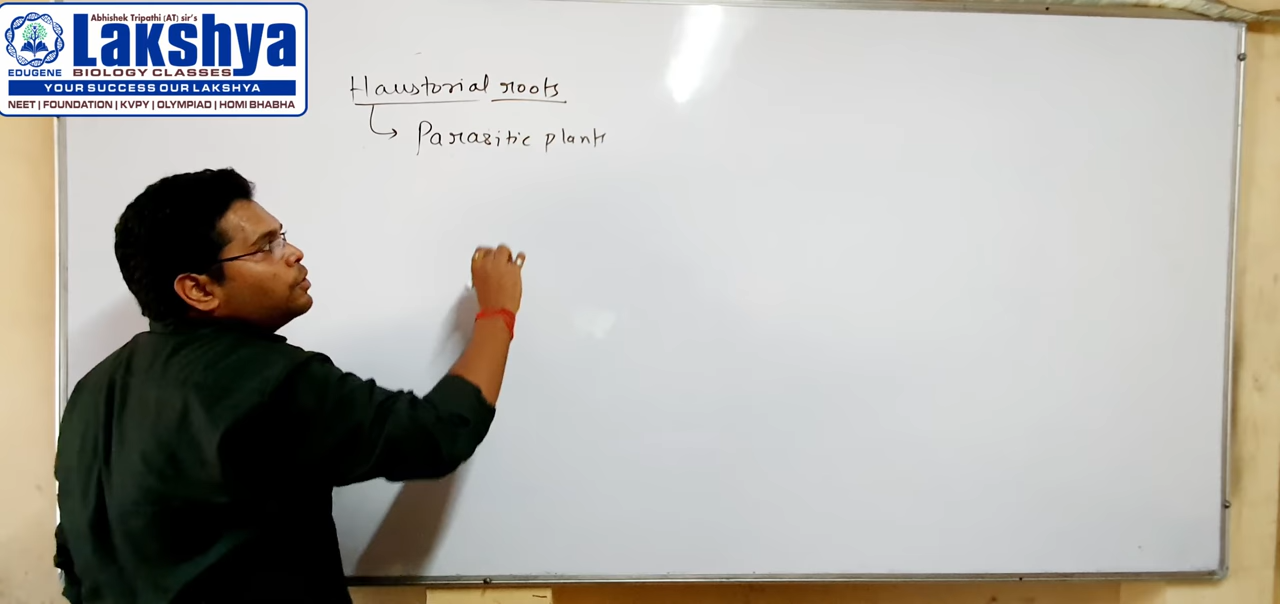 Abhishek Tripathi (AT) sir's
Lakshya
EDUGENE
BIOLOGY CLASSES
YOUR SUCCESS OUR LAKSHYA
NEET | FOUNDATION | KVPY | OLYMPIAD | HOMI BHABHA
Haustorial roots
Parasitic plant